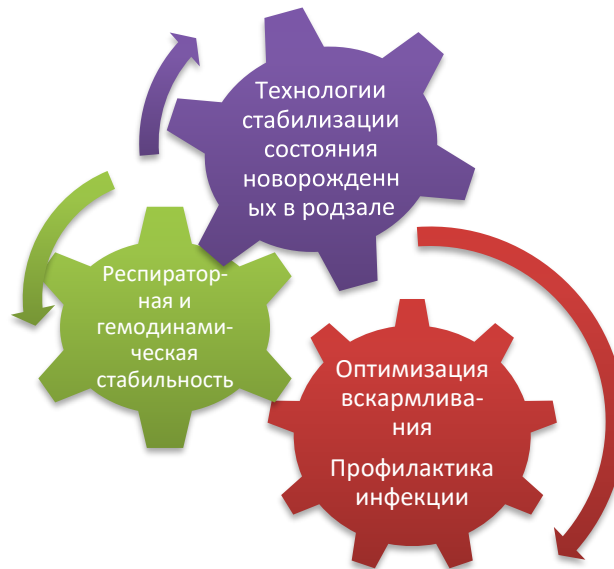 Технологии
стабилизации
состояния
новорожденн
ых в родзале
Респиратор-
ная и
гемодинами-
ческая
стабильность
Оптимизация
вскармлива-
ния
Профилактика
инфекции